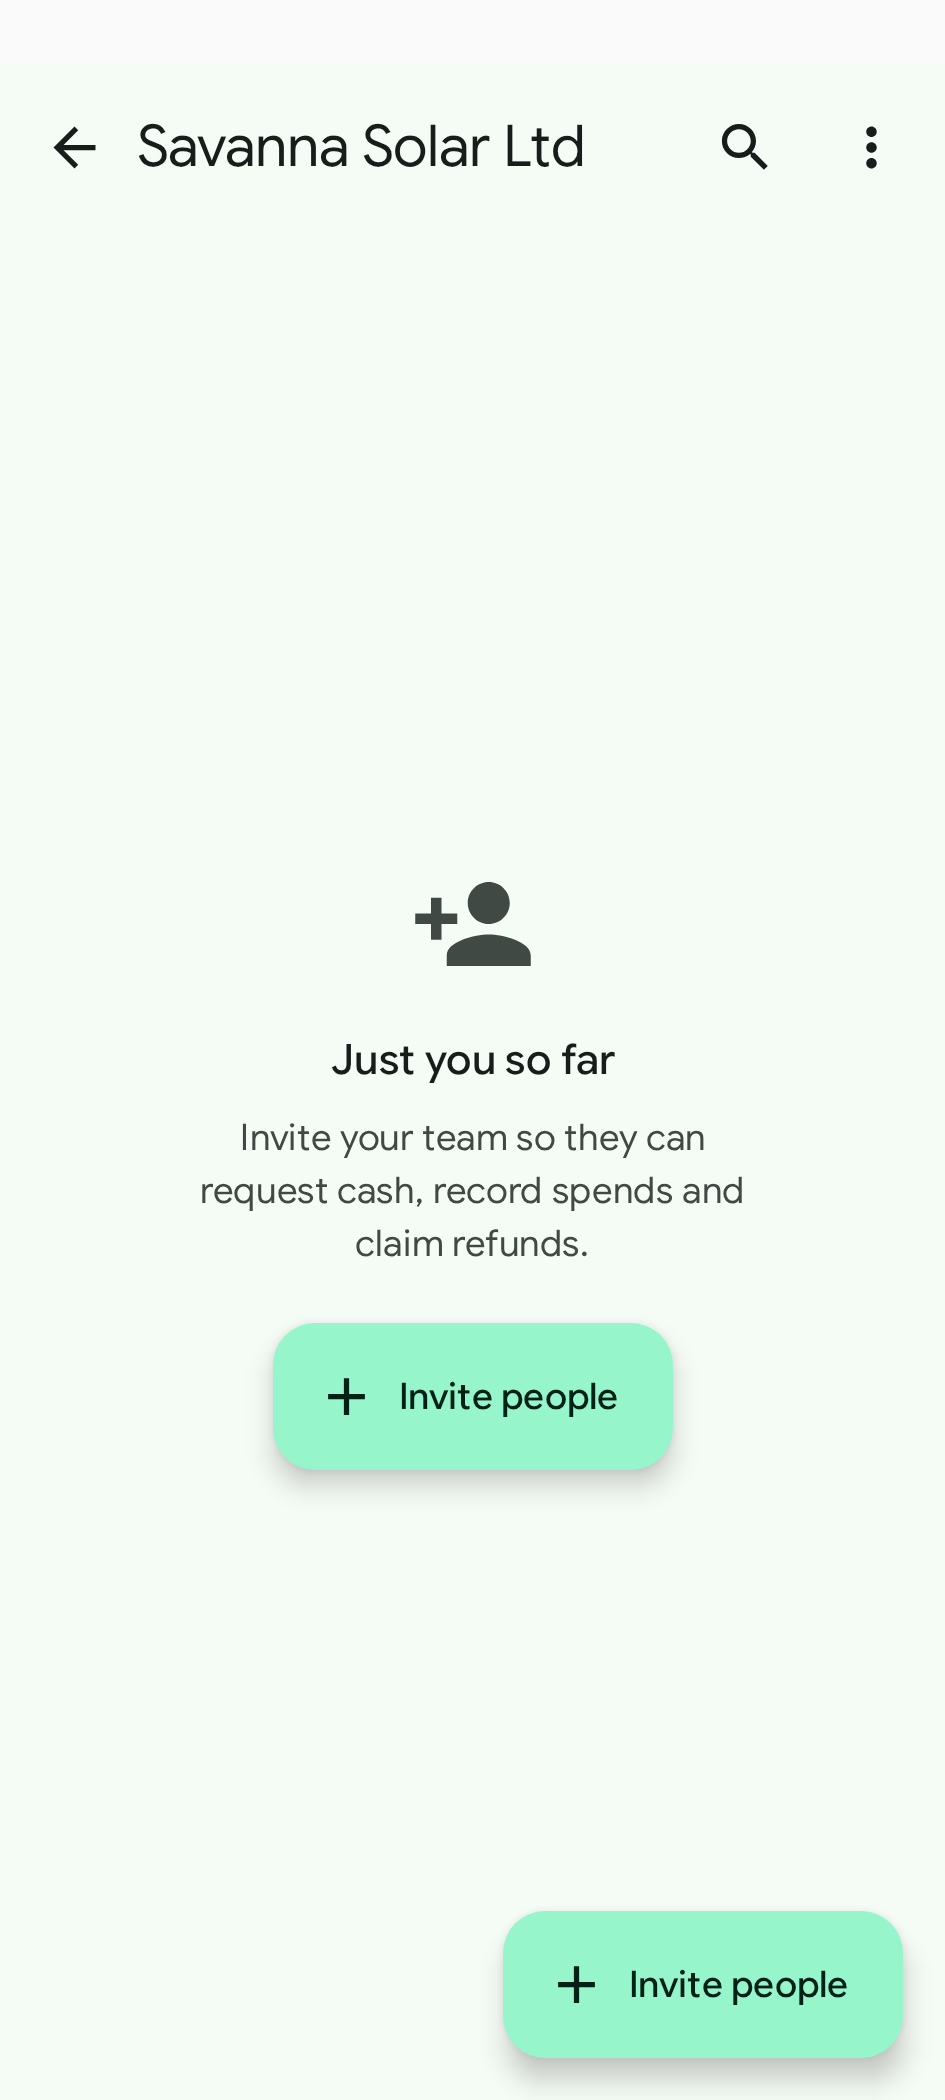 Savanna Solar Ltd
Just you so far
Invite your team so they can
request cash, record spends and
claim refunds.
Invite people
Invite people